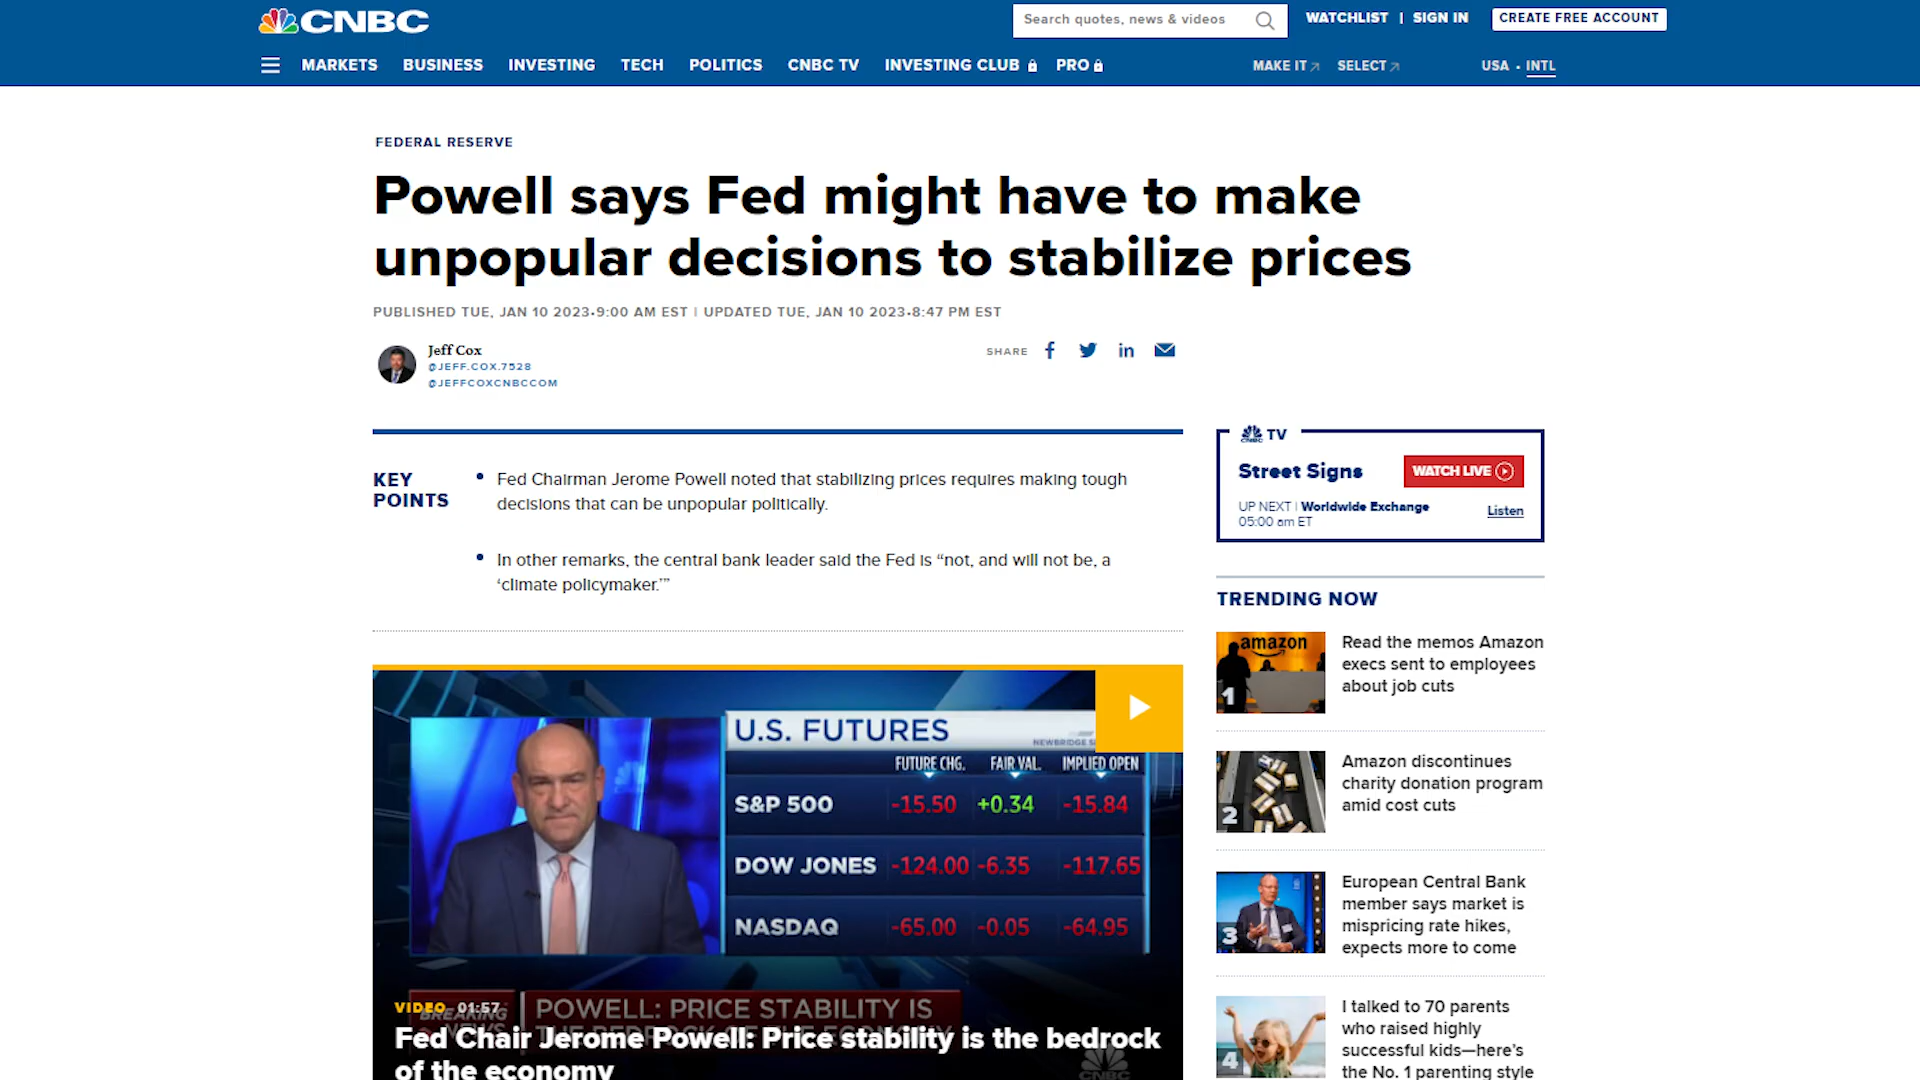 CNBC
Search quotes, news & videos
WATCHLIST | SIGN IN
CREATE FREE ACCOUNT
MARKETS BUSINESS INVESTING TECH POLITICS CNBC TV INVESTING CLUB PRO
MAKE IT SELECT
USA • INTL
FEDERAL RESERVE
Powell says Fed might have to make
unpopular decisions to stabilize prices
PUBLISHED TUE, JAN 10 2023•9:00 AM EST | UPDATED TUE, JAN 10 2023•8:47 PM EST
Jeff Cox
@JEFF.COX.7528
@JEFFCOXCNBCCOM
SHARE
KEY
POINTS
• Fed Chairman Jerome Powell noted that stabilizing prices requires making tough
decisions that can be unpopular politically.
• In other remarks, the central bank leader said the Fed is “not, and will not be, a
‘climate policymaker.’”
U.S. FUTURES
FUTURE CHG. FAIR VAL. IMPLIED OPEN
S&P 500 -15.50 +0.34 -15.84
DOW JONES -124.00 -6.35 -117.65
NASDAQ -65.00 -0.05 -64.95
VIDEO 01:57
BREAKING
NEWS
POWELL: PRICE STABILITY IS
THE BEDROCK OF THE ECONOMY
Fed Chair Jerome Powell: Price stability is the bedrock
of the economy
CNBC
CNBC TV
Street Signs
WATCH LIVE
UP NEXT | Worldwide Exchange
05:00 am ET
Listen
TRENDING NOW
amazon
1
Read the memos Amazon
execs sent to employees
about job cuts
2
Amazon discontinues
charity donation program
amid cost cuts
3
European Central Bank
member says market is
mispricing rate hikes,
expects more to come
4
I talked to 70 parents
who raised highly
successful kids—here’s
the No. 1 parenting style